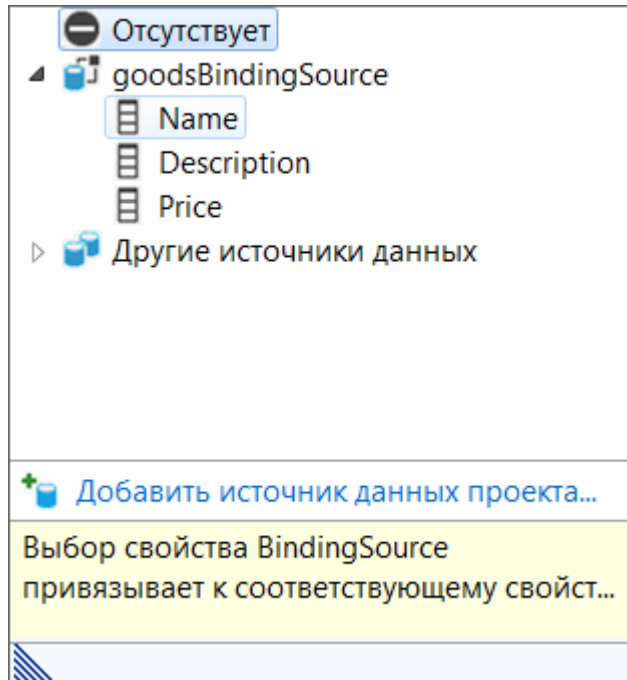 Отсутствует
goodsBindingSource
Name
Description
Price
Другие источники данных
Добавить источник данных проекта...
Выбор свойства BindingSource
привязывает к соответствующему свойст...